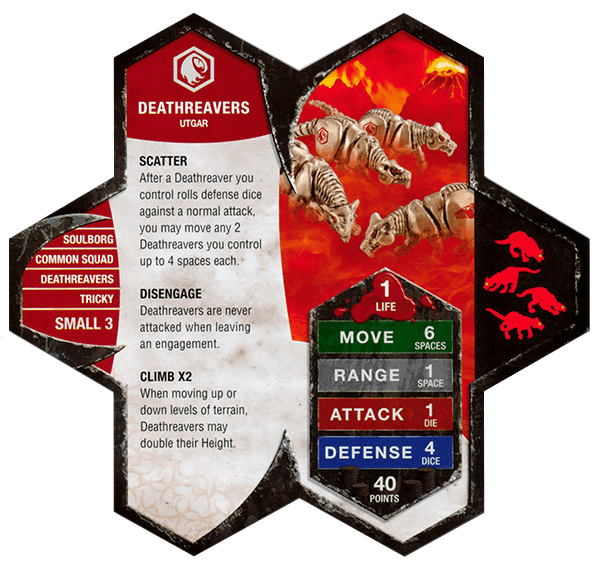 DEATHREAVERS
UTGAR
SCATTER
After a Deathreaver you
control rolls defense dice
against a normal attack,
you may move any 2
Deathreavers you control
up to 4 spaces each.
DISENGAGE
Deathreavers are never
attacked when leaving
an engagement.
CLIMB X2
When moving up or
down levels of terrain,
Deathreavers may
double their Height.
SOULBORG
COMMON SQUAD
DEATHREAVERS
TRICKY
SMALL 3
1
LIFE
MOVE 6
SPACES
RANGE 1
SPACE
ATTACK 1
DIE
DEFENSE 4
DICE
40
POINTS